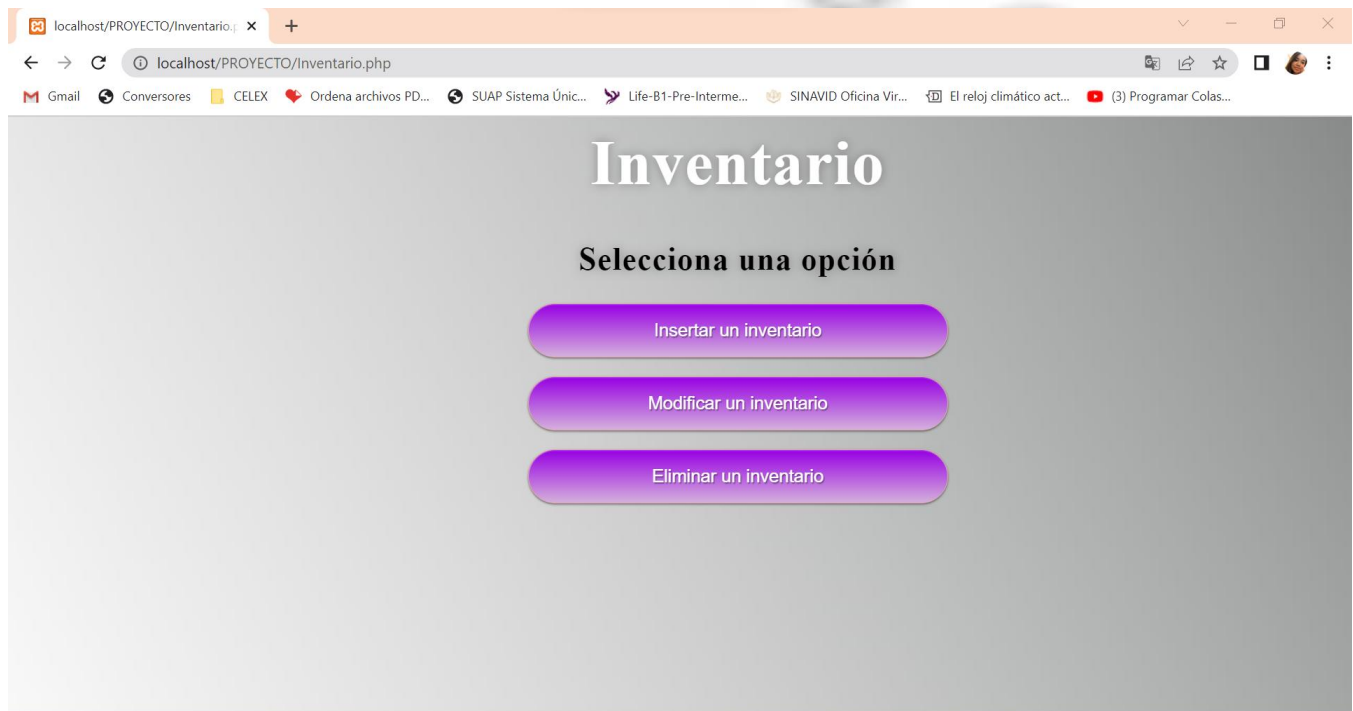 localhost/PROYECTO/Inventario.p
localhost/PROYECTO/Inventario.php
Gmail Conversores CELEX Ordena archivos PD... SUAP Sistema Únic... Life-B1-Pre-Interme... SINAVID Oficina Vir... El reloj climático act... (3) Programar Colas...
Inventario
Selecciona una opción
Insertar un inventario
Modificar un inventario
Eliminar un inventario